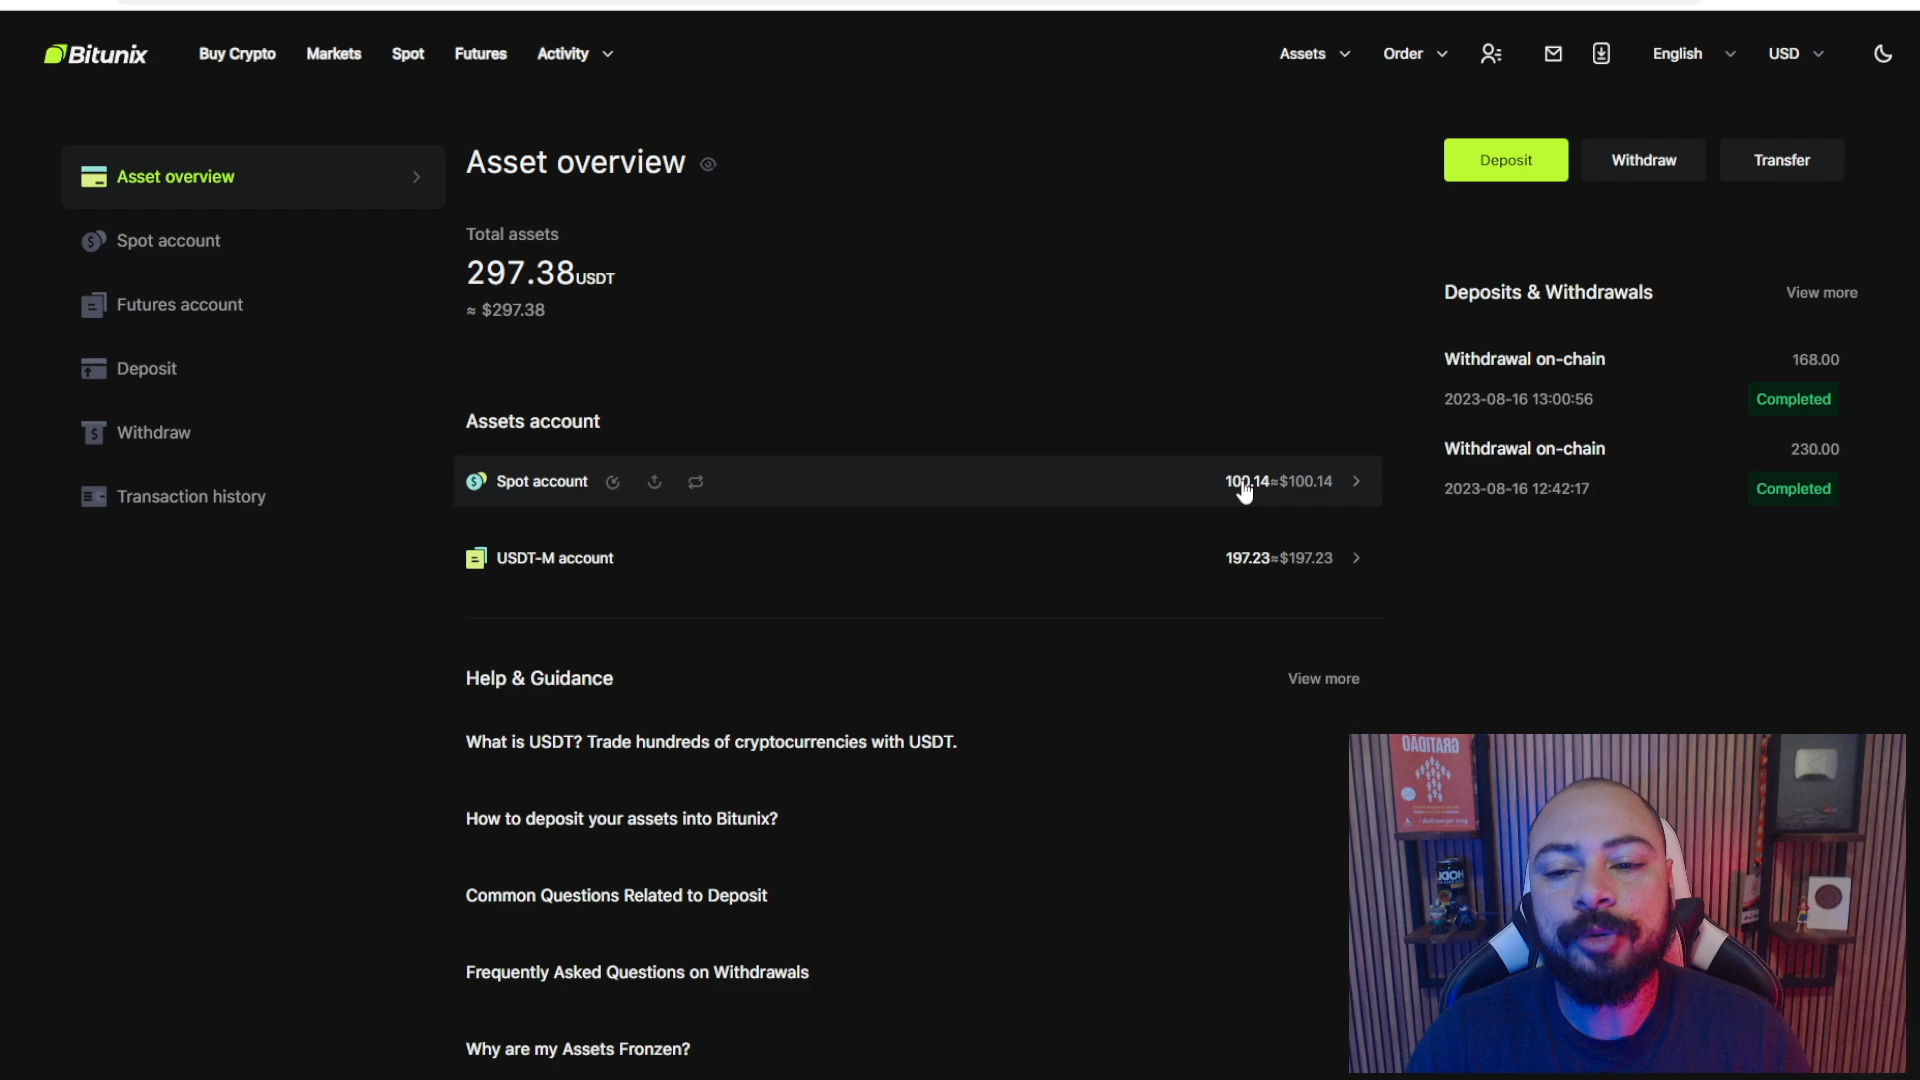 Bitunix
Buy Crypto Markets Spot Futures Activity
Assets Order English USD
Asset overview
Spot account
Futures account
Deposit
Withdraw
Transaction history
Asset overview
Deposit Withdraw Transfer
Total assets
297.38USDT
≈ $297.38
Assets account
Spot account 100.14≈$100.14
USDT-M account 197.23≈$197.23
Deposits & Withdrawals View more
Withdrawal on-chain 168.00
2023-08-16 13:00:56 Completed
Withdrawal on-chain 230.00
2023-08-16 12:42:17 Completed
Help & Guidance View more
What is USDT? Trade hundreds of cryptocurrencies with USDT.
How to deposit your assets into Bitunix?
Common Questions Related to Deposit
Frequently Asked Questions on Withdrawals
Why are my Assets Fronzen?
GRATIDÃO
HODL